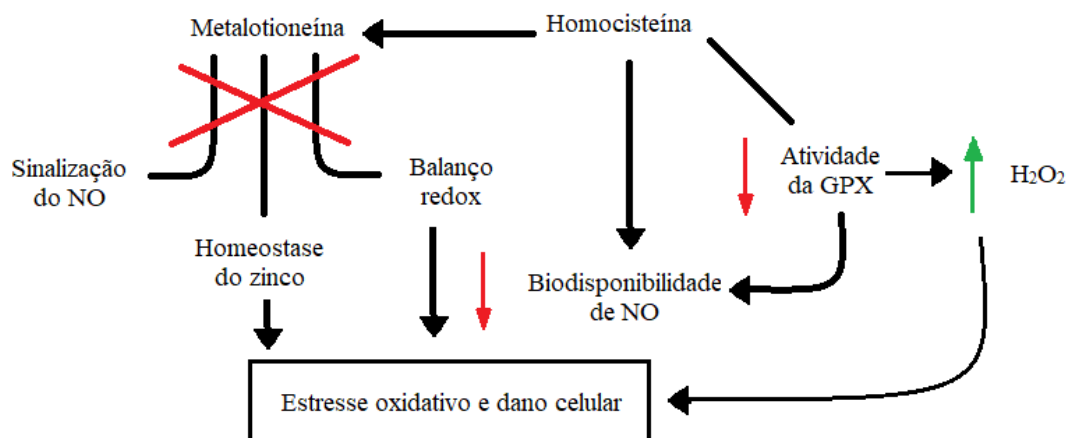 Metalotioneína
Homocisteína
Sinalização
do NO
Balanço
redox
Atividade
da GPX
H₂O₂
Homeostase
do zinco
Biodisponibilidade
de NO
Estresse oxidativo e dano celular